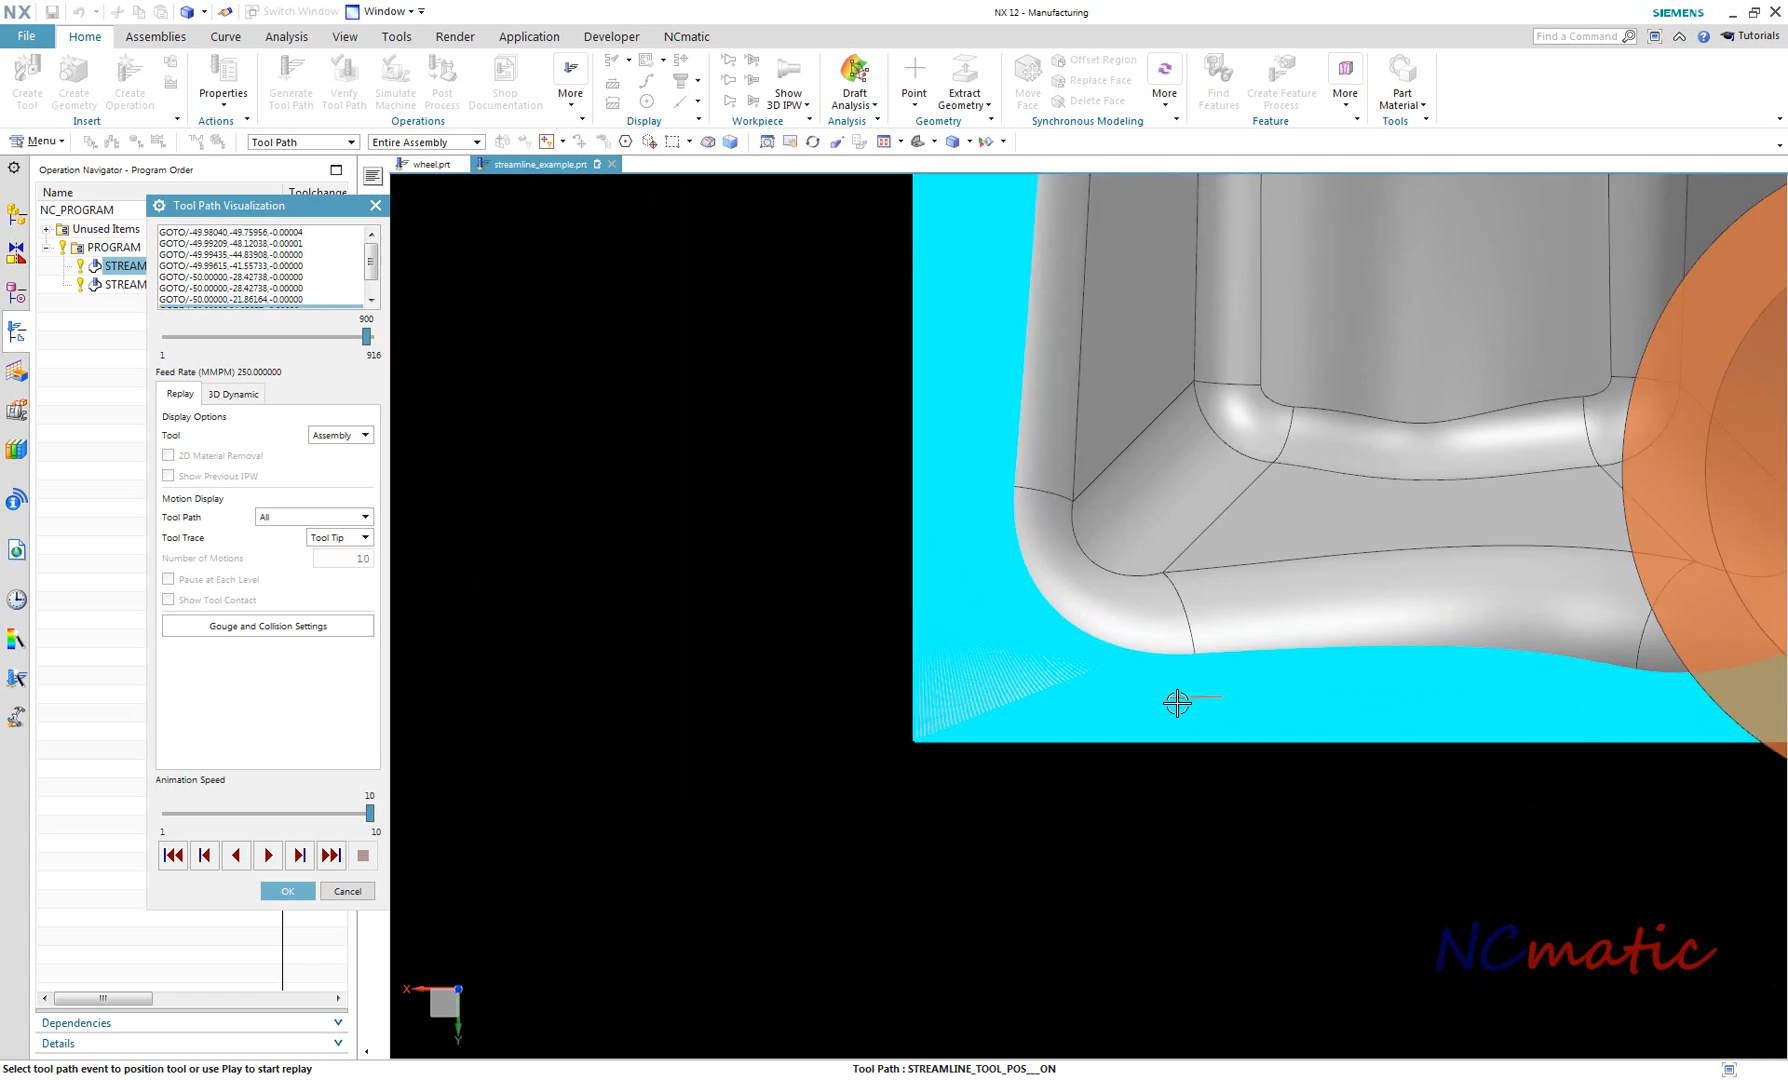 NX
Switch Window
Window
NX 12 - Manufacturing
SIEMENS
File
Home
Assemblies
Curve
Analysis
View
Tools
Render
Application
Developer
NCmatic
Find a Command
Tutorials
Create Tool
Create Geometry
Create Operation
Insert
Properties
Actions
Generate Tool Path
Verify Tool Path
Simulate Machine
Post Process
Shop Documentation
More
Operations
Display
Show 3D IPW
Workpiece
Draft Analysis
Analysis
Point
Extract Geometry
Geometry
Move Face
Offset Region
Replace Face
Delete Face
More
Synchronous Modeling
Find Features
Create Feature Process
More
Feature
Part Material
Tools
Menu
Tool Path
Entire Assembly
Operation Navigator - Program Order
wheel.prt
streamline_example.prt
Name
Toolchange
NC_PROGRAM
Unused Items
PROGRAM
STREAM
STREAM
Tool Path Visualization
GOTO/-49.98040,-49.75956,-0.00004
GOTO/-49.99209,-48.12038,-0.00001
GOTO/-49.99435,-44.83908,-0.00000
GOTO/-49.99615,-41.55733,-0.00000
GOTO/-50.00000,-28.42738,-0.00000
GOTO/-50.00000,-28.42738,-0.00000
GOTO/-50.00000,-21.86164,-0.00000
900
1
916
Feed Rate (MMPM) 250.000000
Replay
3D Dynamic
Display Options
Tool
Assembly
2D Material Removal
Show Previous IPW
Motion Display
Tool Path
All
Tool Trace
Tool Tip
Number of Motions
10
Pause at Each Level
Show Tool Contact
Gouge and Collision Settings
Animation Speed
10
1
10
OK
Cancel
Dependencies
Details
X
Y
NCmatic
Select tool path event to position tool or use Play to start replay
Tool Path : STREAMLINE_TOOL_POS___ON